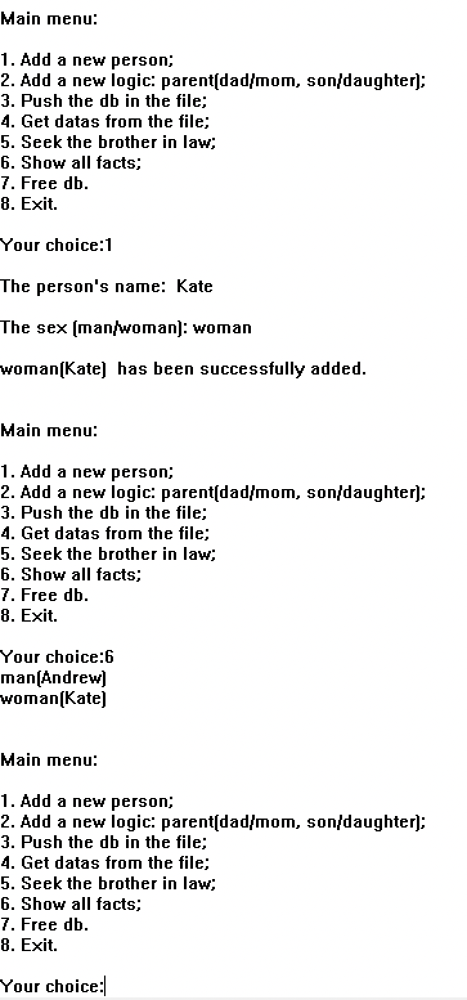 Main menu:
1. Add a new person;
2. Add a new logic: parent(dad/mom, son/daughter);
3. Push the db in the file;
4. Get datas from the file;
5. Seek the brother in law;
6. Show all facts;
7. Free db.
8. Exit.
Your choice:1
The person's name:  Kate
The sex (man/woman): woman
woman(Kate)  has been successfully added.
Main menu:
1. Add a new person;
2. Add a new logic: parent(dad/mom, son/daughter);
3. Push the db in the file;
4. Get datas from the file;
5. Seek the brother in law;
6. Show all facts;
7. Free db.
8. Exit.
Your choice:6
man(Andrew)
woman(Kate)
Main menu:
1. Add a new person;
2. Add a new logic: parent(dad/mom, son/daughter);
3. Push the db in the file;
4. Get datas from the file;
5. Seek the brother in law;
6. Show all facts;
7. Free db.
8. Exit.
Your choice: